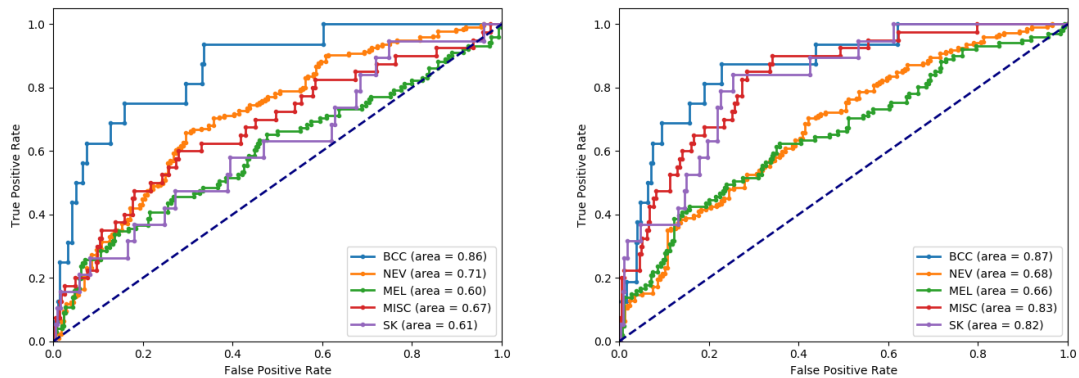 1.0
0.8
0.6
0.4
0.2
0.0
True Positive Rate
BCC (area = 0.86)
NEV (area = 0.71)
MEL (area = 0.60)
MISC (area = 0.67)
SK (area = 0.61)
0.0 0.2 0.4 0.6 0.8 1.0
False Positive Rate
1.0
0.8
0.6
0.4
0.2
0.0
True Positive Rate
BCC (area = 0.87)
NEV (area = 0.68)
MEL (area = 0.66)
MISC (area = 0.83)
SK (area = 0.82)
0.0 0.2 0.4 0.6 0.8 1.0
False Positive Rate